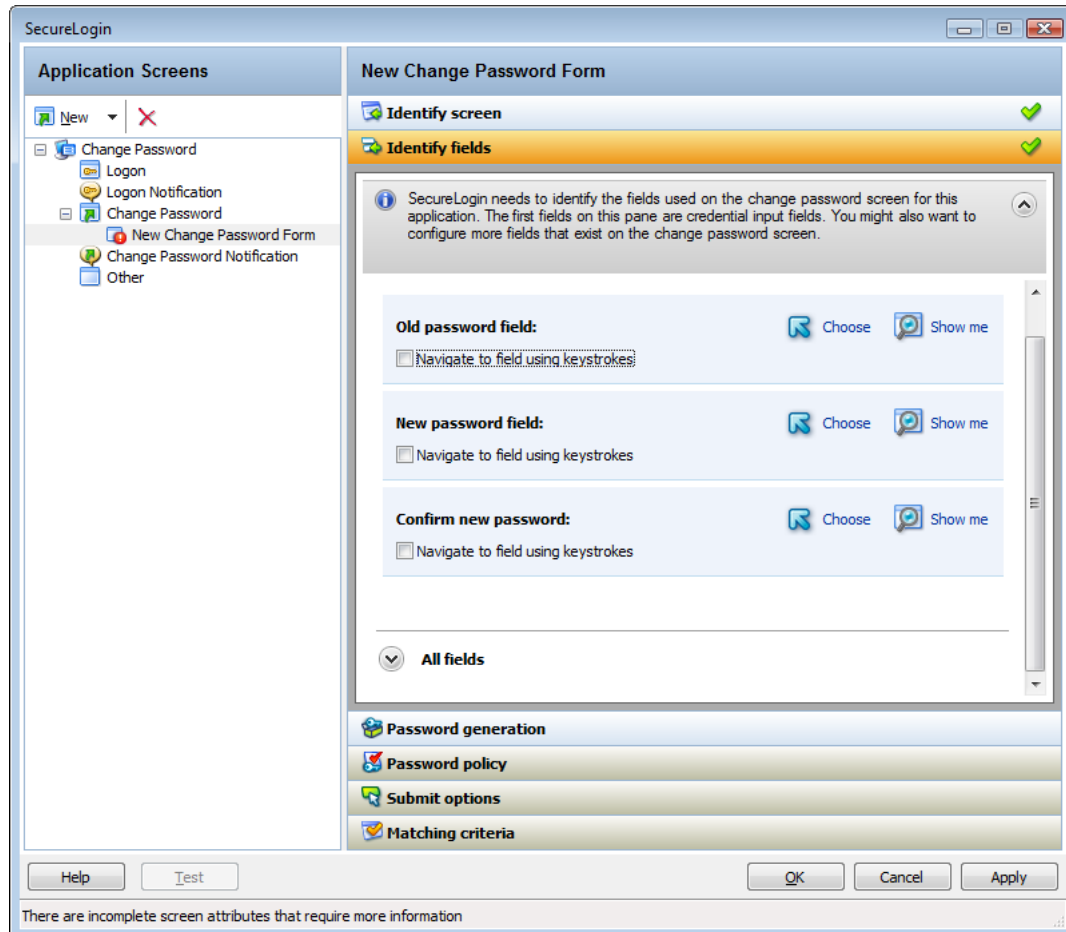 SecureLogin
Application Screens
New
Change Password
Logon
Logon Notification
Change Password
New Change Password Form
Change Password Notification
Other
New Change Password Form
Identify screen
Identify fields
SecureLogin needs to identify the fields used on the change password screen for this
application. The first fields on this pane are credential input fields. You might also want to
configure more fields that exist on the change password screen.
Old password field:
Choose
Show me
Navigate to field using keystrokes
New password field:
Choose
Show me
Navigate to field using keystrokes
Confirm new password:
Choose
Show me
Navigate to field using keystrokes
All fields
Password generation
Password policy
Submit options
Matching criteria
Help
Test
OK
Cancel
Apply
There are incomplete screen attributes that require more information